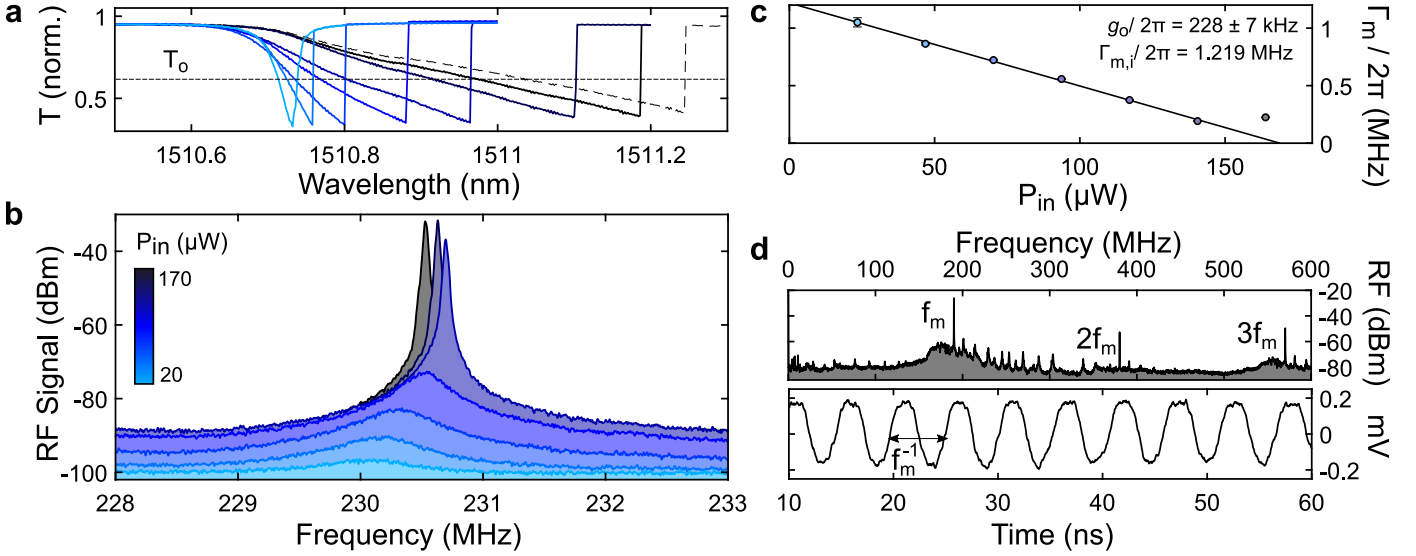 a
T (norm.)
1
0.5
T₀
1510.6
1510.8
1511
1511.2
Wavelength (nm)
b
RF Signal (dBm)
-40
-60
-80
-100
P_in (µW)
170
20
228
229
230
231
232
233
Frequency (MHz)
c
g₀/ 2π = 228 ± 7 kHz
Γ_m,i/ 2π = 1.219 MHz
1
0.5
0
Γ_m / 2π (MHz)
0
50
100
150
P_in (µW)
d
Frequency (MHz)
0
100
200
300
400
500
600
RF (dBm)
-20
-40
-60
-80
f_m
2f_m
3f_m
0.2
0
-0.2
mV
f_m⁻¹
10
20
30
40
50
60
Time (ns)